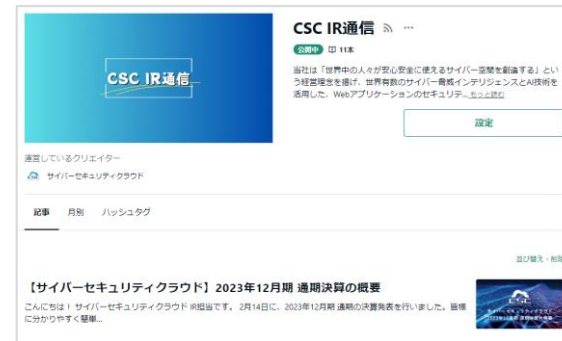 CSC IR通信
CSC IR通信
公開中 11本
当社は「世界中の人々が安心安全に使えるサイバー空間を創造する」とい
う経営理念を掲げ、世界有数のサイバー脅威インテリジェンスとAI技術を
活用した、Webアプリケーションのセキュリテ... もっと読む
設定
運営しているクリエイター
サイバーセキュリティクラウド
記事 月別 ハッシュタグ
並び替え・削除
【サイバーセキュリティクラウド】2023年12月期 通期決算の概要
こんにちは！ サイバーセキュリティクラウド IR担当です。 2月14日に、2023年12月期 通期の決算発表を行いました。皆様
に分かりやすく簡単...
CSC